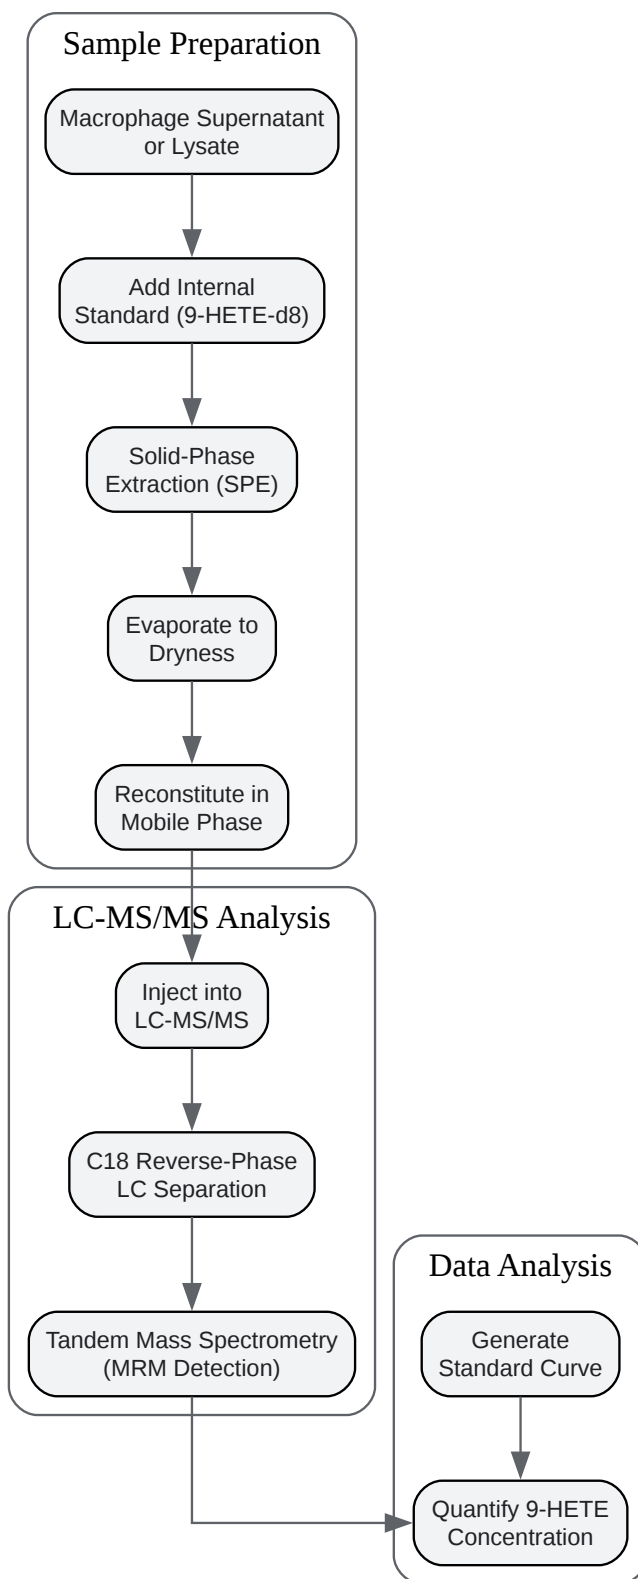 Sample Preparation
Macrophage Supernatant
or Lysate
Add Internal
Standard (9-HETE-d8)
Solid-Phase
Extraction (SPE)
Evaporate to
Dryness
Reconstitute in
Mobile Phase
LC-MS/MS Analysis
Inject into
LC-MS/MS
C18 Reverse-Phase
LC Separation
Tandem Mass Spectrometry
(MRM Detection)
Data Analysis
Generate
Standard Curve
Quantify 9-HETE
Concentration